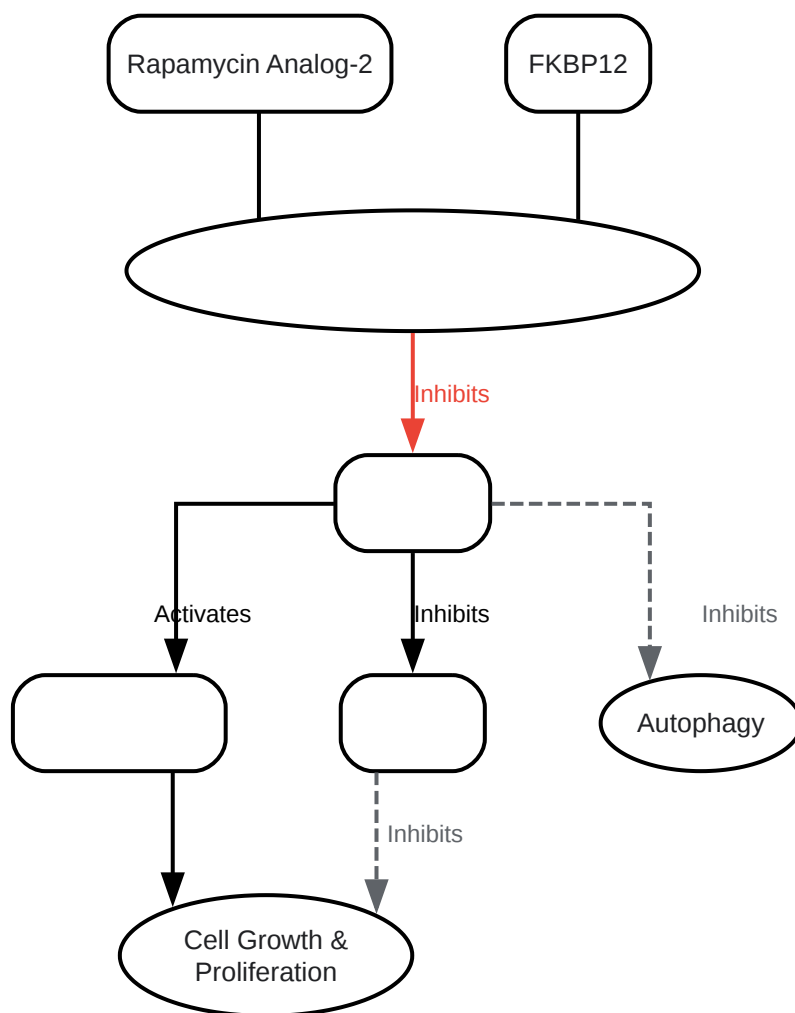 Rapamycin Analog-2
FKBP12
Inhibits
Activates
Inhibits
Inhibits
Autophagy
Inhibits
Cell Growth &
Proliferation